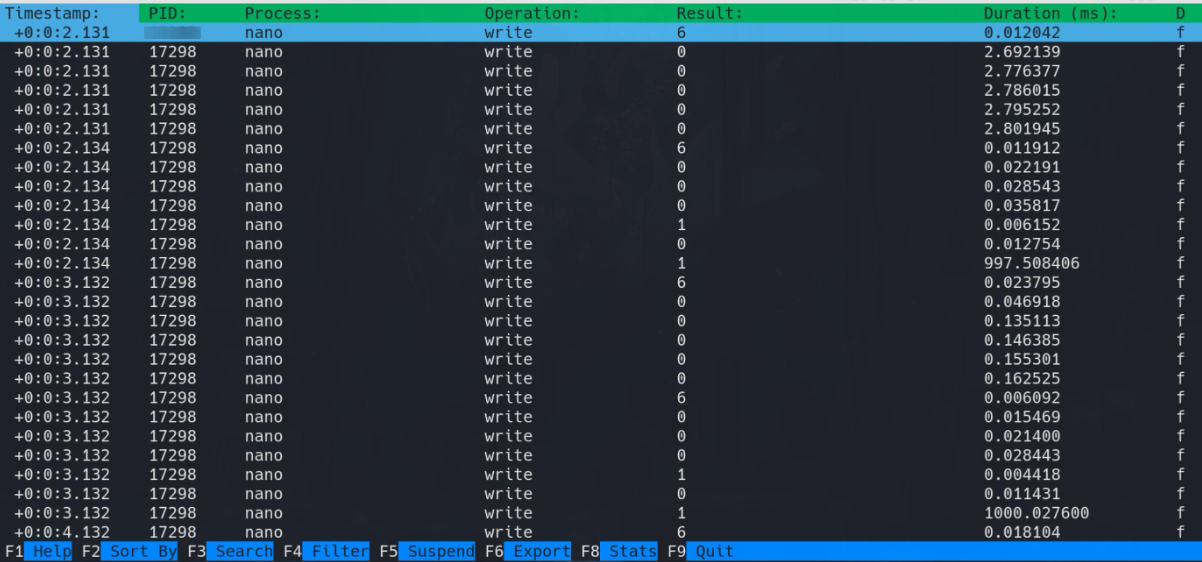 Timestamp: PID: Process: Operation: Result: Duration (ms): D
+0:0:2.131 nano write 6 0.012042 f
+0:0:2.131 17298 nano write 0 2.692139 f
+0:0:2.131 17298 nano write 0 2.776377 f
+0:0:2.131 17298 nano write 0 2.786015 f
+0:0:2.131 17298 nano write 0 2.795252 f
+0:0:2.131 17298 nano write 0 2.801945 f
+0:0:2.134 17298 nano write 6 0.011912 f
+0:0:2.134 17298 nano write 0 0.022191 f
+0:0:2.134 17298 nano write 0 0.028543 f
+0:0:2.134 17298 nano write 0 0.035817 f
+0:0:2.134 17298 nano write 1 0.006152 f
+0:0:2.134 17298 nano write 0 0.012754 f
+0:0:2.134 17298 nano write 1 997.508406 f
+0:0:3.132 17298 nano write 6 0.023795 f
+0:0:3.132 17298 nano write 0 0.046918 f
+0:0:3.132 17298 nano write 0 0.135113 f
+0:0:3.132 17298 nano write 0 0.146385 f
+0:0:3.132 17298 nano write 0 0.155301 f
+0:0:3.132 17298 nano write 0 0.162525 f
+0:0:3.132 17298 nano write 6 0.006092 f
+0:0:3.132 17298 nano write 0 0.015469 f
+0:0:3.132 17298 nano write 0 0.021400 f
+0:0:3.132 17298 nano write 0 0.028443 f
+0:0:3.132 17298 nano write 1 0.004418 f
+0:0:3.132 17298 nano write 0 0.011431 f
+0:0:3.132 17298 nano write 1 1000.027600 f
+0:0:4.132 17298 nano write 6 0.018104 f
F1 Help F2 Sort By F3 Search F4 Filter F5 Suspend F6 Export F8 Stats F9 Quit